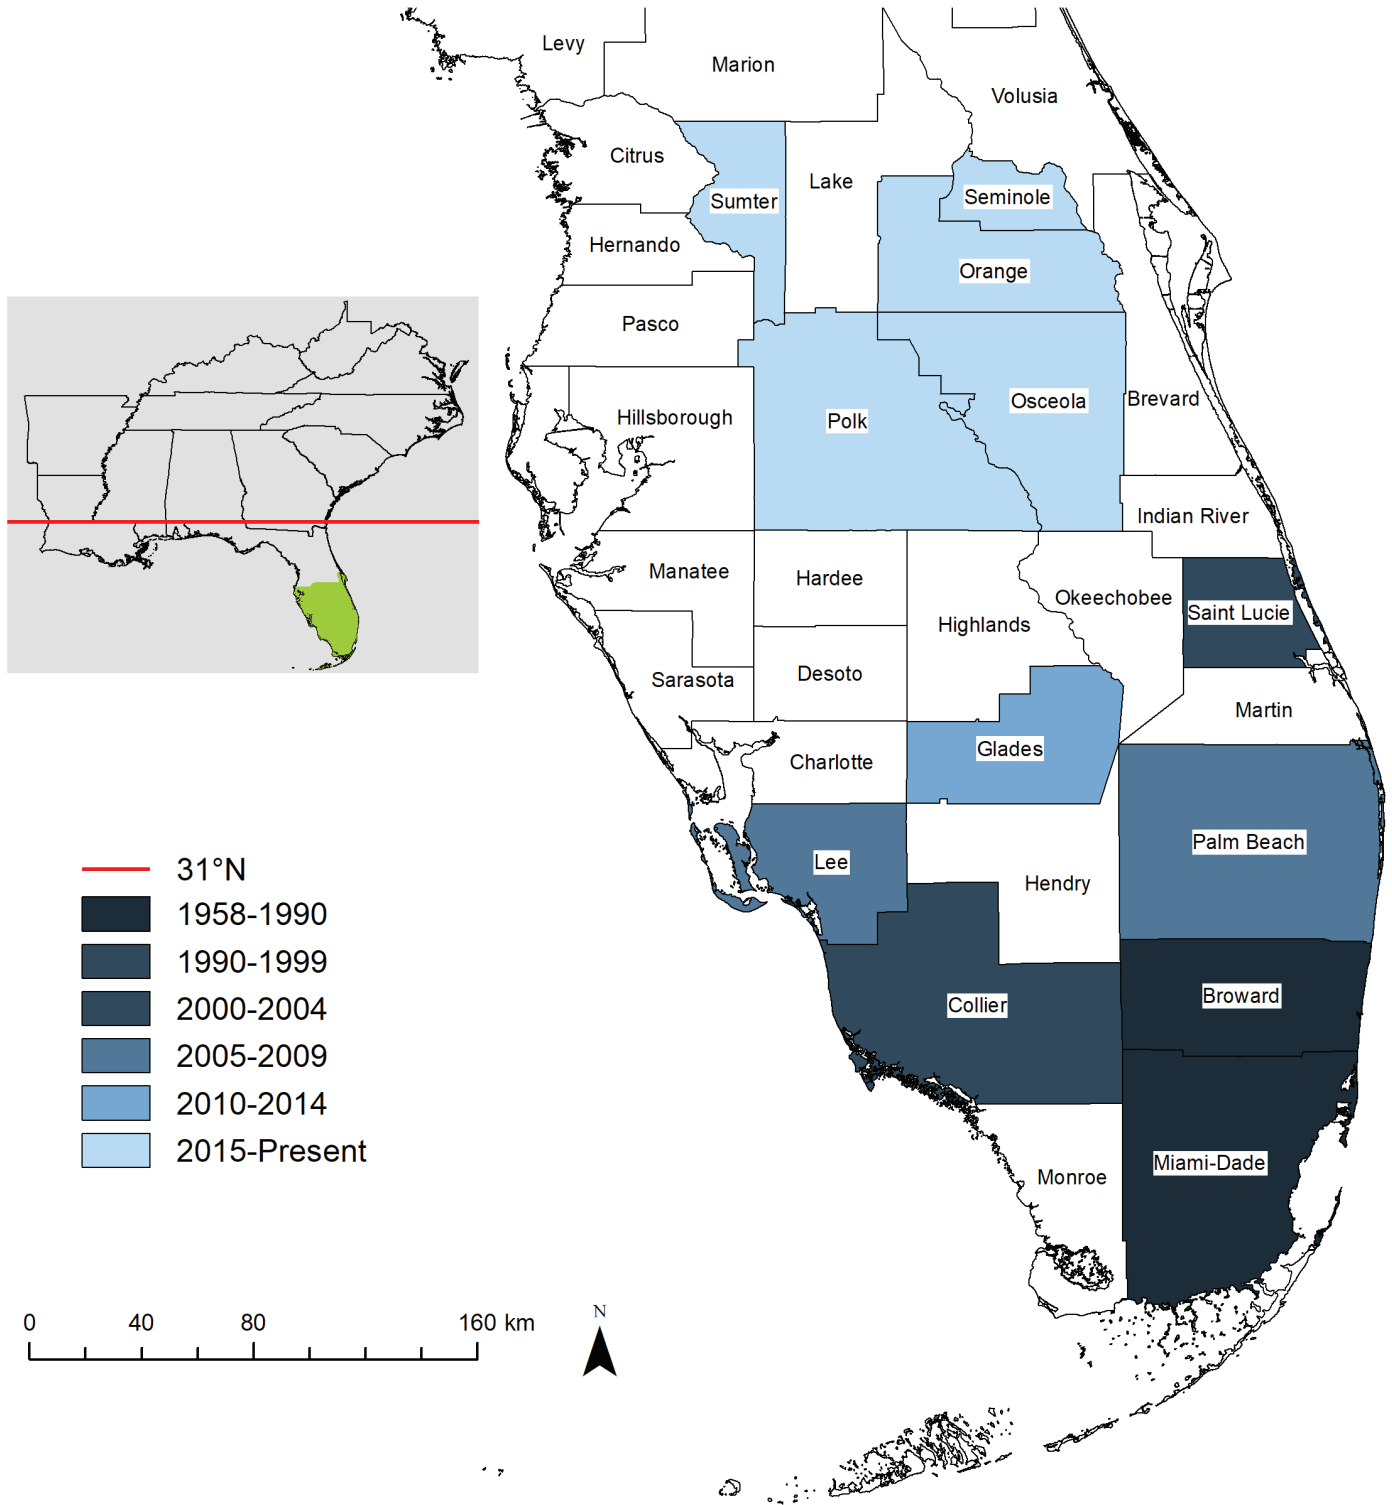 Levy
Marion
Volusia
Citrus
Lake
Sumter
Seminole
Hernando
Orange
Pasco
Brevard
Osceola
Hillsborough
Polk
Indian River
Manatee
Hardee
Okeechobee
Saint Lucie
Highlands
Desoto
Sarasota
Martin
Glades
Charlotte
Palm Beach
Lee
Hendry
Broward
Collier
Miami-Dade
Monroe
31°N
1958-1990
1990-1999
2000-2004
2005-2009
2010-2014
2015-Present
0 40 80 160 km
N